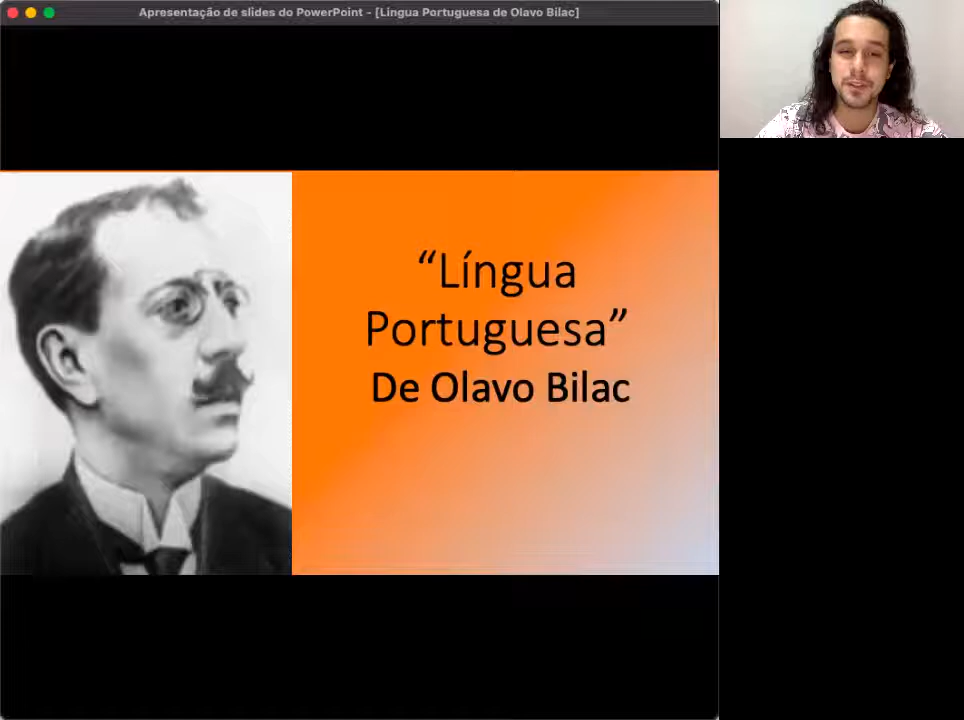 Apresentação de slides do PowerPoint - [Língua Portuguesa de Olavo Bilac]
“Língua
Portuguesa”
De Olavo Bilac